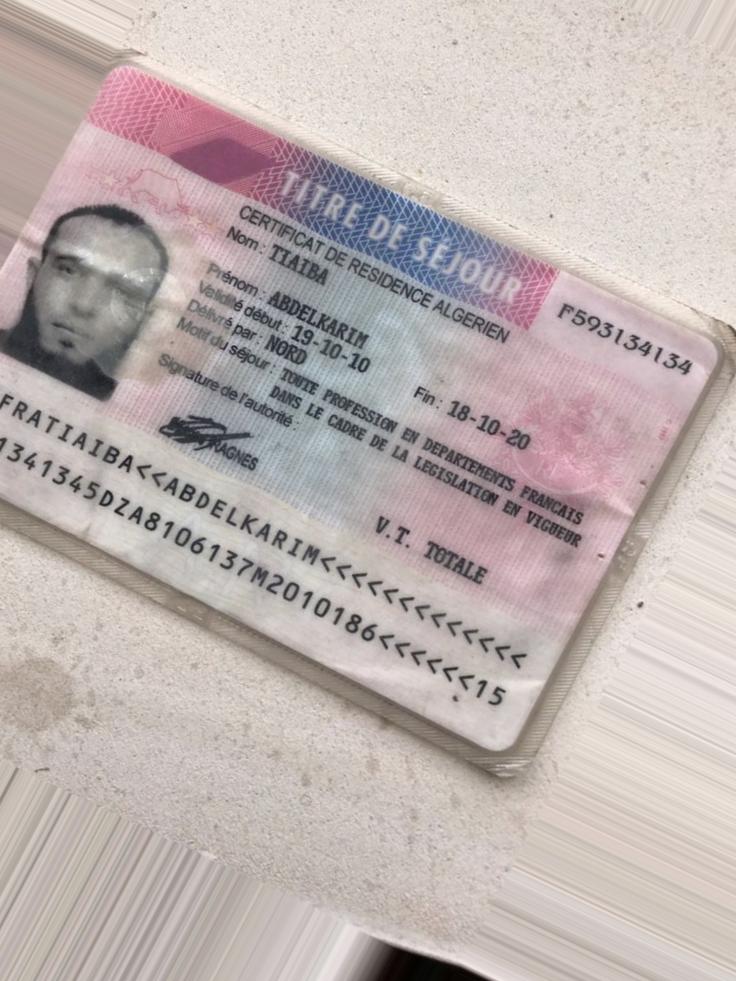 TITRE DE SÉJOUR
F593134134
CERTIFICAT DE RESIDENCE ALGERIEN
Nom : TIAIBA
Prénom : ABDELKARIM
Validité début : 19-10-10 Fin : 18-10-20
Délivré par : NORD
Motif du séjour : TOUTE PROFESSION EN DEPARTEMENTS FRANCAIS
DANS LE CADRE DE LA LEGISLATION EN VIGUEUR
Signature de l'autorité :
V.T. TOTALE
FRATIAIBA<<ABDELKARIM<<<<<<<<<<<<<
1341345DZA8106137M2010186<<<<<<15